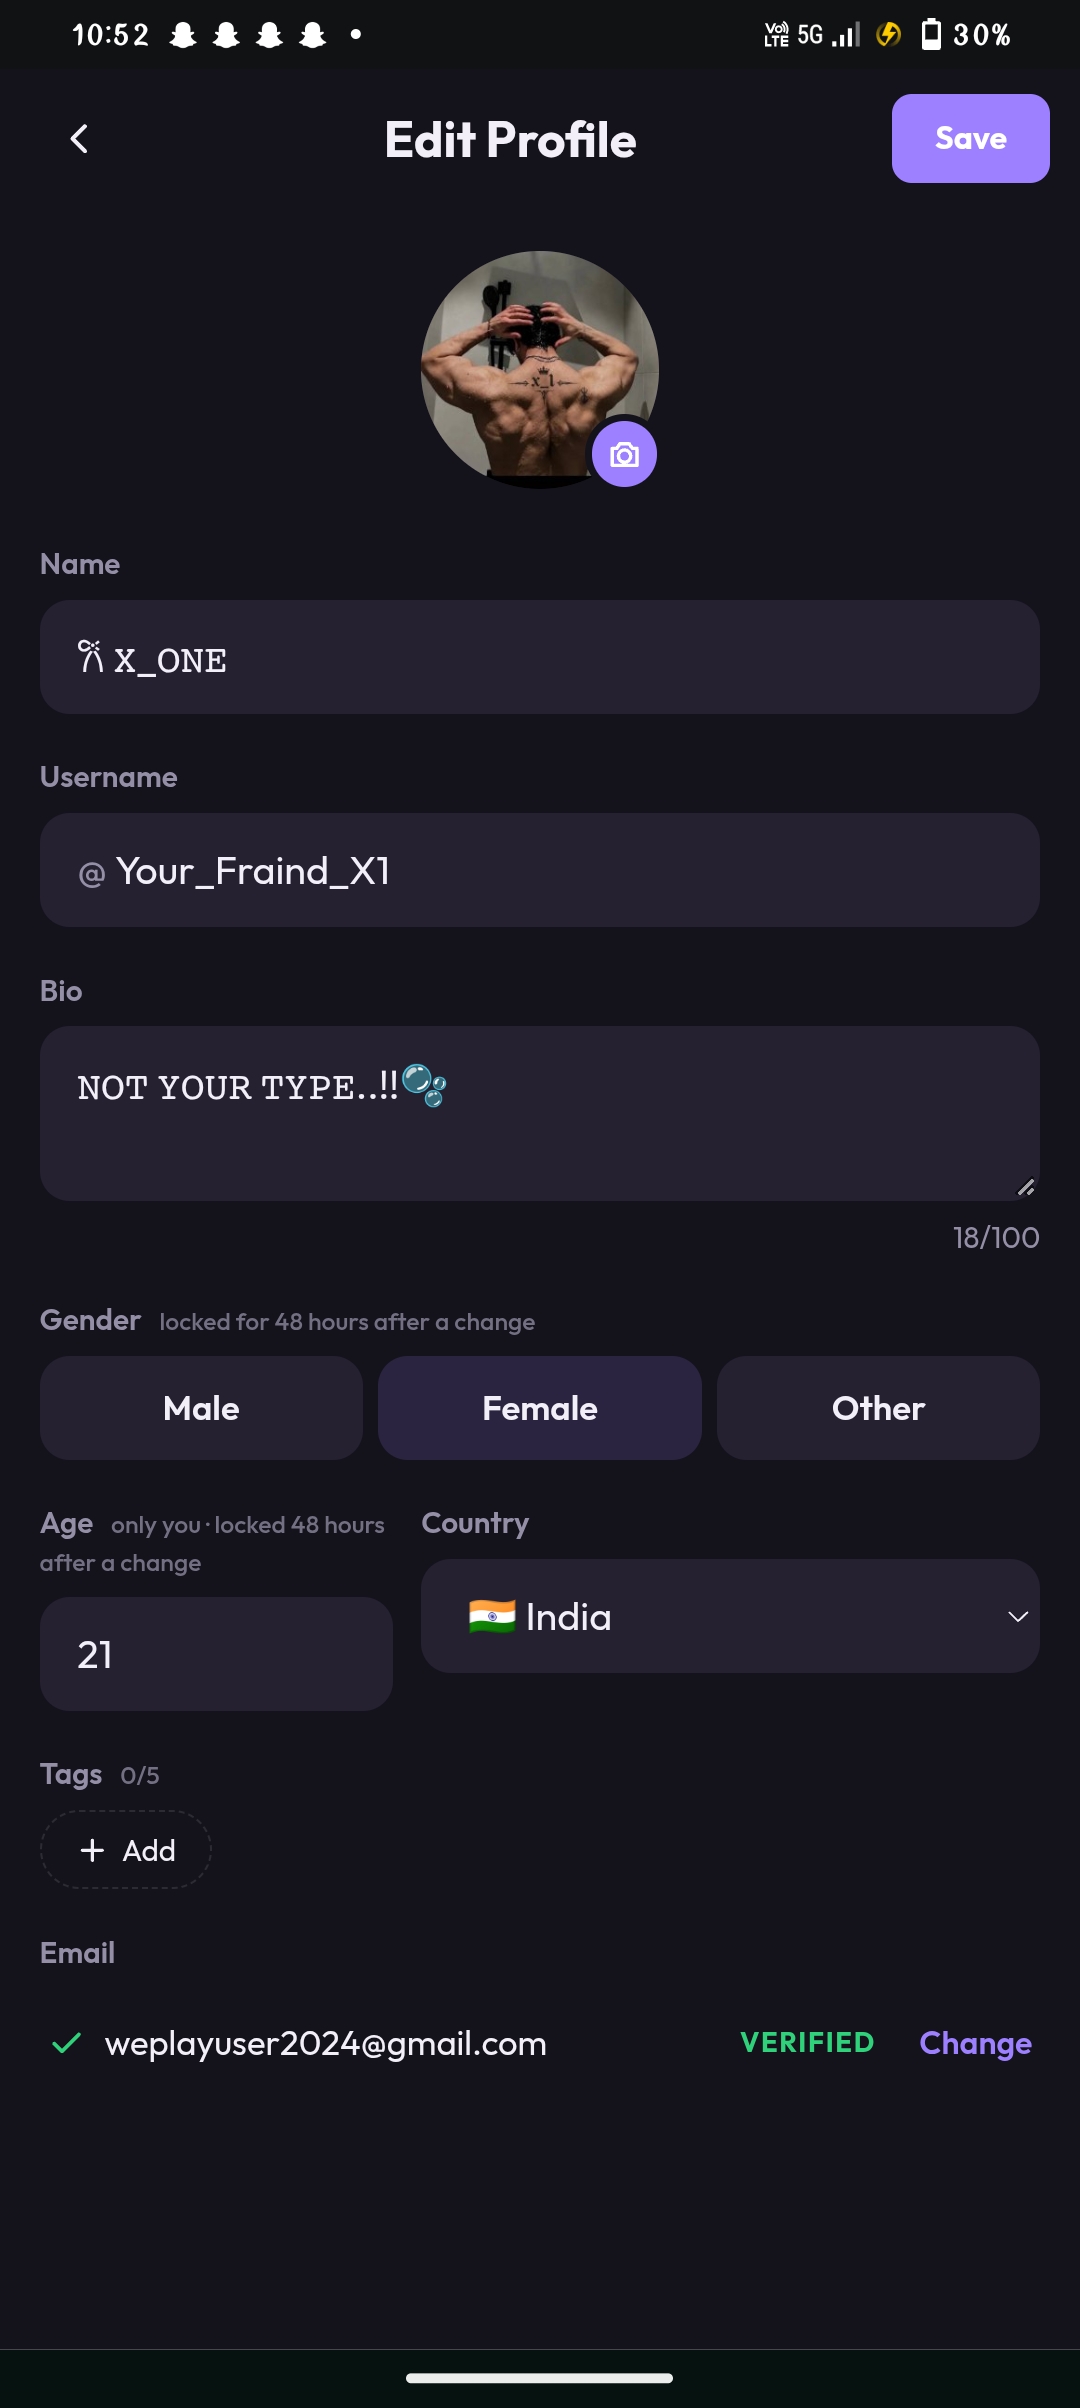 10:52
VoLTE 5G 30%
Edit Profile
Save
x_1
Name
X_ONE
Username
@ Your_Fraind_X1
Bio
NOT YOUR TYPE..!!🫧
18/100
Gender locked for 48 hours after a change
Male Female Other
Age only you · locked 48 hours after a change
Country
21
🇮🇳 India
Tags 0/5
+ Add
Email
weplayuser2024@gmail.com VERIFIED Change